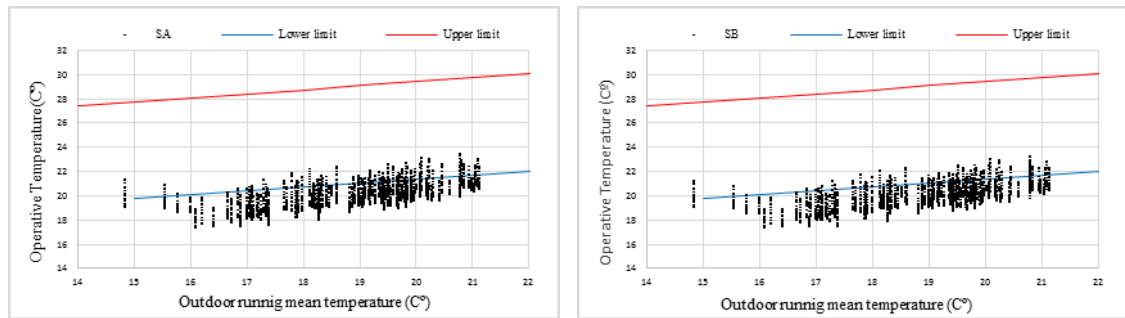 SA Lower limit Upper limit
32
30
28
26
24
22
20
18
16
14
14 15 16 17 18 19 20 21 22
Operative Temperature(C°)
Outdoor runnig mean temperature (C°)
SB Lower limit Upper limit
32
30
28
26
24
22
20
18
16
14
14 15 16 17 18 19 20 21 22
Operative Temperature (Cº)
Outdoor runnig mean temperature (C°)